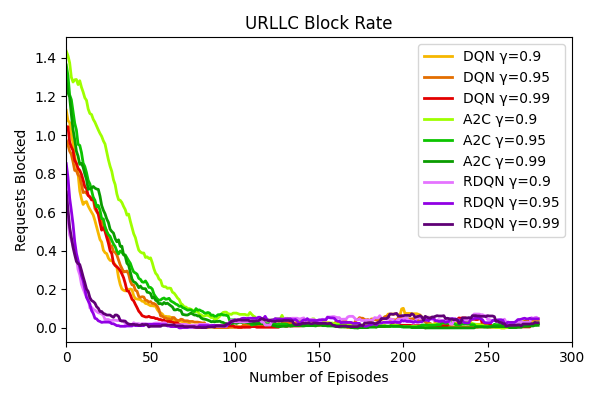 URLLC Block Rate
Requests Blocked
1.4
1.2
1.0
0.8
0.6
0.4
0.2
0.0
DQN γ=0.9
DQN γ=0.95
DQN γ=0.99
A2C γ=0.9
A2C γ=0.95
A2C γ=0.99
RDQN γ=0.9
RDQN γ=0.95
RDQN γ=0.99
0 50 100 150 200 250 300
Number of Episodes